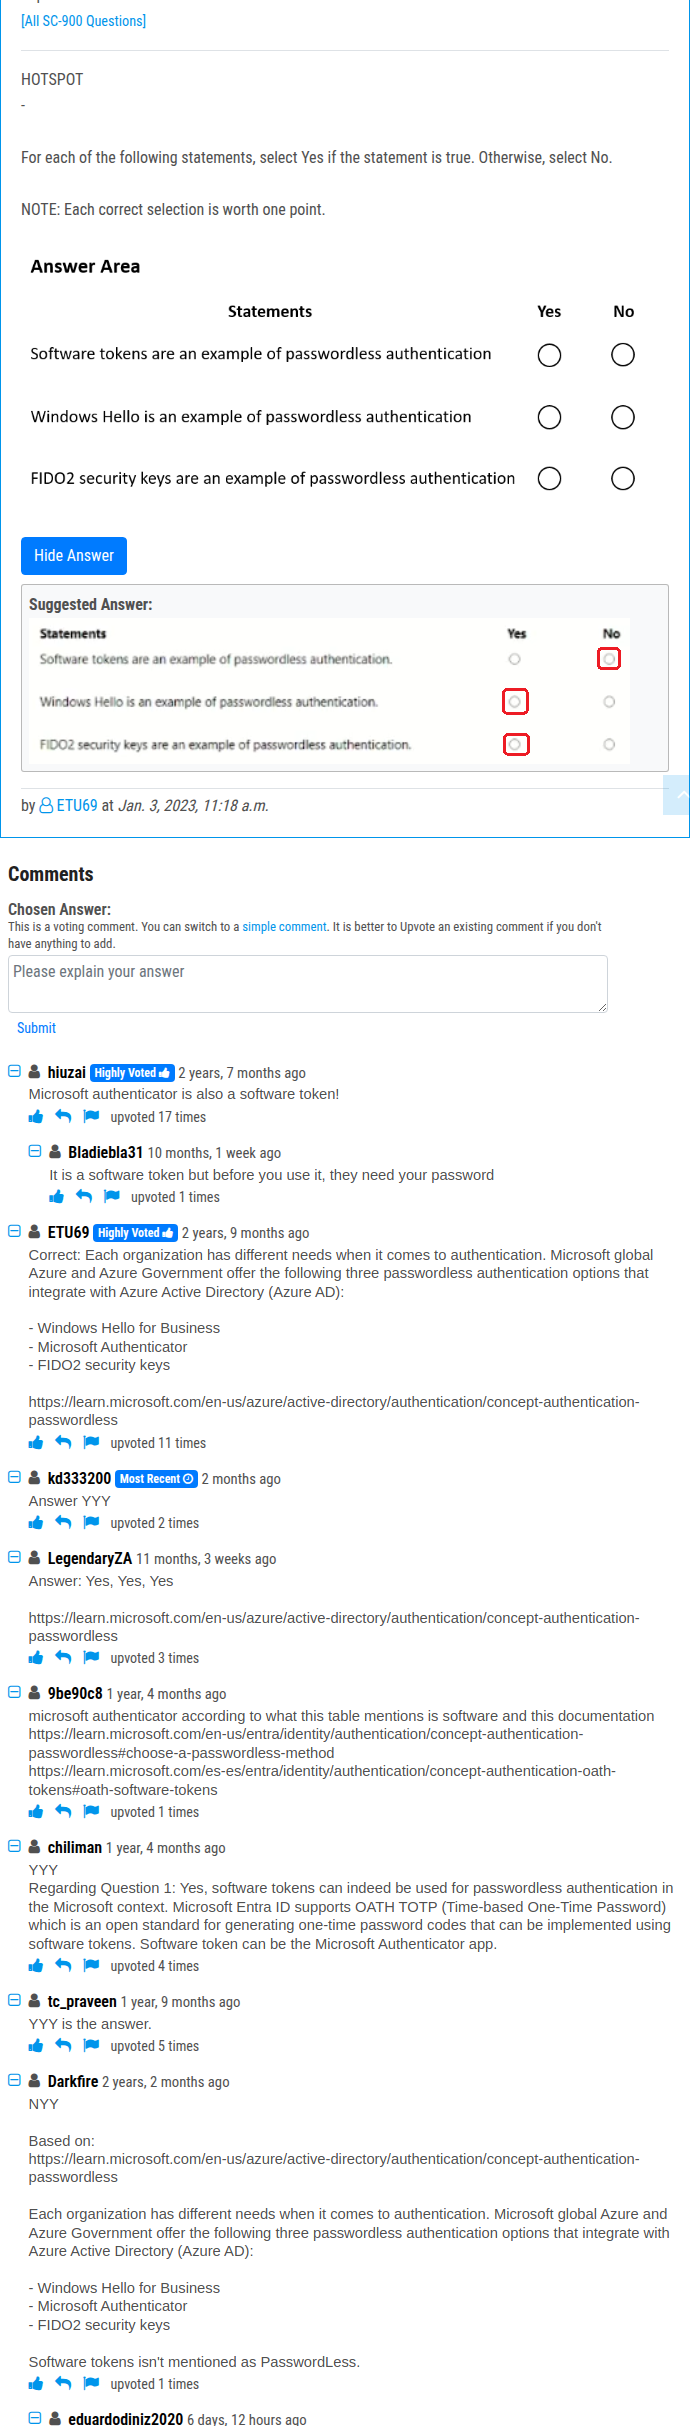 [All SC-900 Questions]
HOTSPOT
-
For each of the following statements, select Yes if the statement is true. Otherwise, select No.
NOTE: Each correct selection is worth one point.
Answer Area
Statements Yes No
Software tokens are an example of passwordless authentication
Windows Hello is an example of passwordless authentication
FIDO2 security keys are an example of passwordless authentication
Hide Answer
Suggested Answer:
Statements Yes No
Software tokens are an example of passwordless authentication.
Windows Hello is an example of passwordless authentication.
FIDO2 security keys are an example of passwordless authentication.
by ETU69 at Jan. 3, 2023, 11:18 a.m.
Comments
Chosen Answer:
This is a voting comment. You can switch to a simple comment. It is better to Upvote an existing comment if you don't
have anything to add.
Please explain your answer
Submit
hiuzai Highly Voted 2 years, 7 months ago
Microsoft authenticator is also a software token!
upvoted 17 times
Bladiebla31 10 months, 1 week ago
It is a software token but before you use it, they need your password
upvoted 1 times
ETU69 Highly Voted 2 years, 9 months ago
Correct: Each organization has different needs when it comes to authentication. Microsoft global
Azure and Azure Government offer the following three passwordless authentication options that
integrate with Azure Active Directory (Azure AD):
- Windows Hello for Business
- Microsoft Authenticator
- FIDO2 security keys
https://learn.microsoft.com/en-us/azure/active-directory/authentication/concept-authentication-
passwordless
upvoted 11 times
kd333200 Most Recent 2 months ago
Answer YYY
upvoted 2 times
LegendaryZA 11 months, 3 weeks ago
Answer: Yes, Yes, Yes
https://learn.microsoft.com/en-us/azure/active-directory/authentication/concept-authentication-
passwordless
upvoted 3 times
9be90c8 1 year, 4 months ago
microsoft authenticator according to what this table mentions is software and this documentation
https://learn.microsoft.com/en-us/entra/identity/authentication/concept-authentication-
passwordless#choose-a-passwordless-method
https://learn.microsoft.com/es-es/entra/identity/authentication/concept-authentication-oath-
tokens#oath-software-tokens
upvoted 1 times
chiliman 1 year, 4 months ago
YYY
Regarding Question 1: Yes, software tokens can indeed be used for passwordless authentication in
the Microsoft context. Microsoft Entra ID supports OATH TOTP (Time-based One-Time Password)
which is an open standard for generating one-time password codes that can be implemented using
software tokens. Software token can be the Microsoft Authenticator app.
upvoted 4 times
tc_praveen 1 year, 9 months ago
YYY is the answer.
upvoted 5 times
Darkfire 2 years, 2 months ago
NYY
Based on:
https://learn.microsoft.com/en-us/azure/active-directory/authentication/concept-authentication-
passwordless
Each organization has different needs when it comes to authentication. Microsoft global Azure and
Azure Government offer the following three passwordless authentication options that integrate with
Azure Active Directory (Azure AD):
- Windows Hello for Business
- Microsoft Authenticator
- FIDO2 security keys
Software tokens isn't mentioned as PasswordLess.
upvoted 1 times
eduardodiniz2020 6 days, 12 hours ago